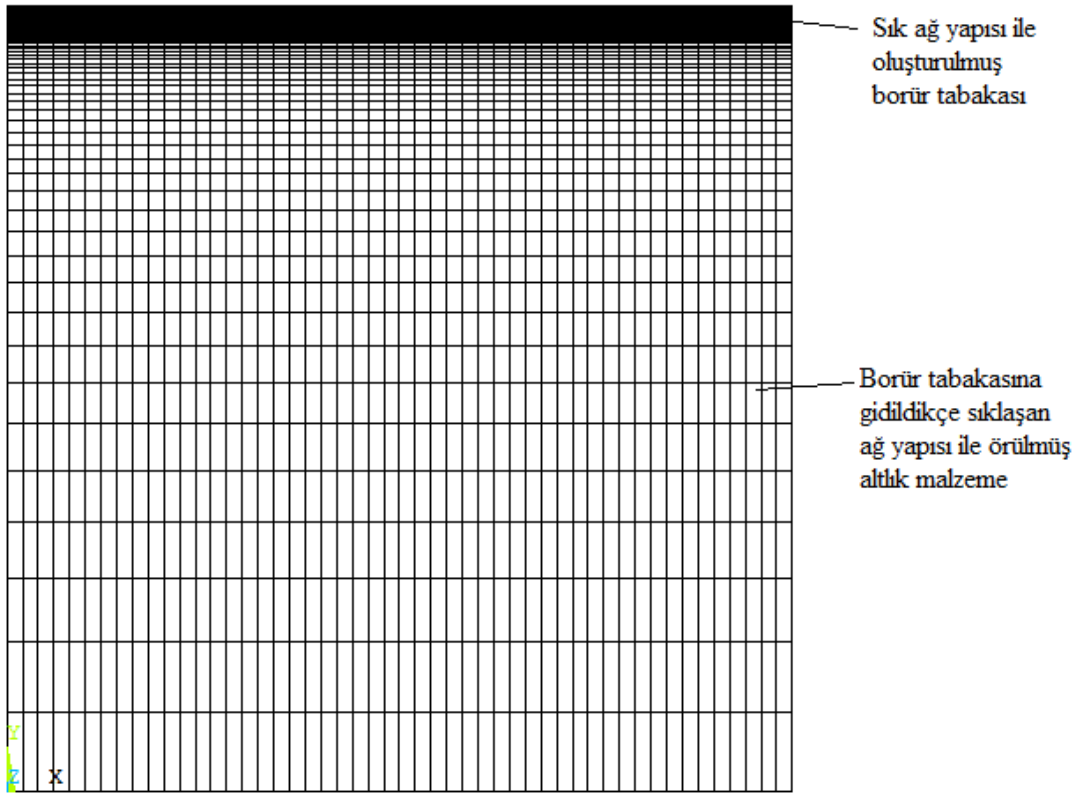 Sık ağ yapısı ile
oluşturulmuş
borür tabakası
Borür tabakasına
gidildikçe sıklaşan
ağ yapısı ile örülmüş
altlık malzeme
Y
Z X